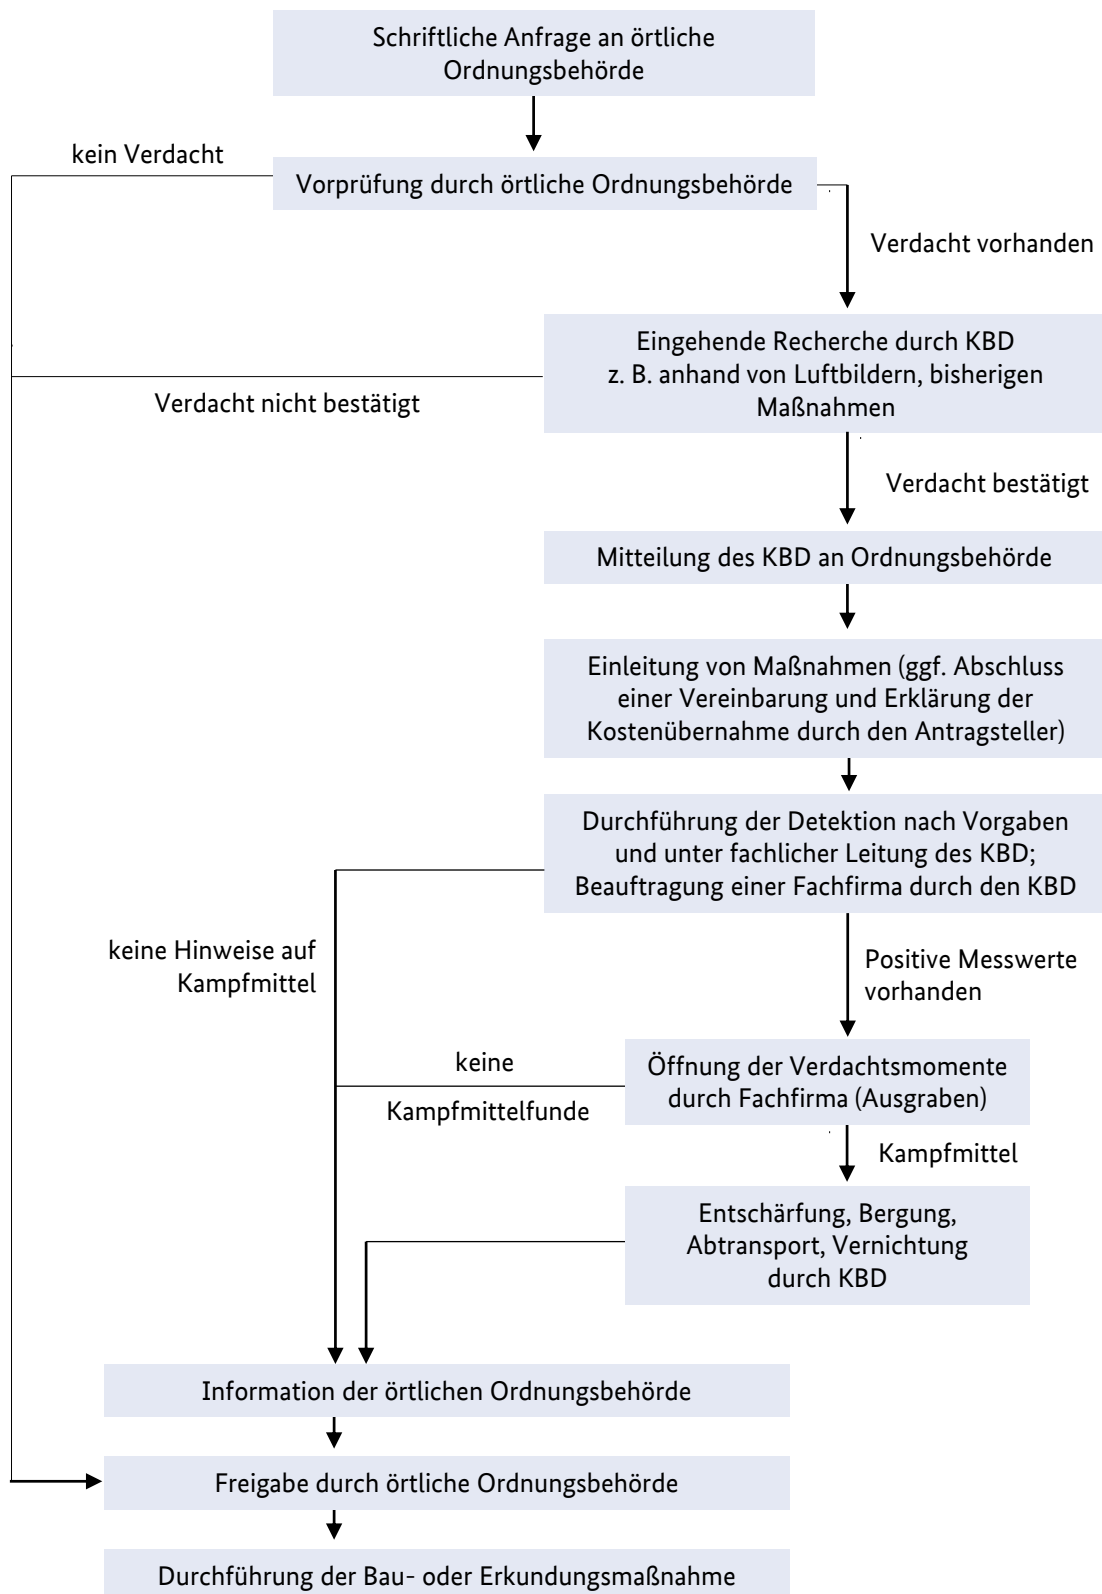 Schriftliche Anfrage an örtliche
Ordnungsbehörde
kein Verdacht
Vorprüfung durch örtliche Ordnungsbehörde
Verdacht vorhanden
Eingehende Recherche durch KBD
z. B. anhand von Luftbildern, bisherigen
Maßnahmen
Verdacht nicht bestätigt
Verdacht bestätigt
Mitteilung des KBD an Ordnungsbehörde
Einleitung von Maßnahmen (ggf. Abschluss
einer Vereinbarung und Erklärung der
Kostenübernahme durch den Antragsteller)
Durchführung der Detektion nach Vorgaben
und unter fachlicher Leitung des KBD;
Beauftragung einer Fachfirma durch den KBD
keine Hinweise auf
Kampfmittel
Positive Messwerte
vorhanden
Öffnung der Verdachtsmomente
durch Fachfirma (Ausgraben)
keine
Kampfmittelfunde
Kampfmittel
Entschärfung, Bergung,
Abtransport, Vernichtung
durch KBD
Information der örtlichen Ordnungsbehörde
Freigabe durch örtliche Ordnungsbehörde
Durchführung der Bau- oder Erkundungsmaßnahme